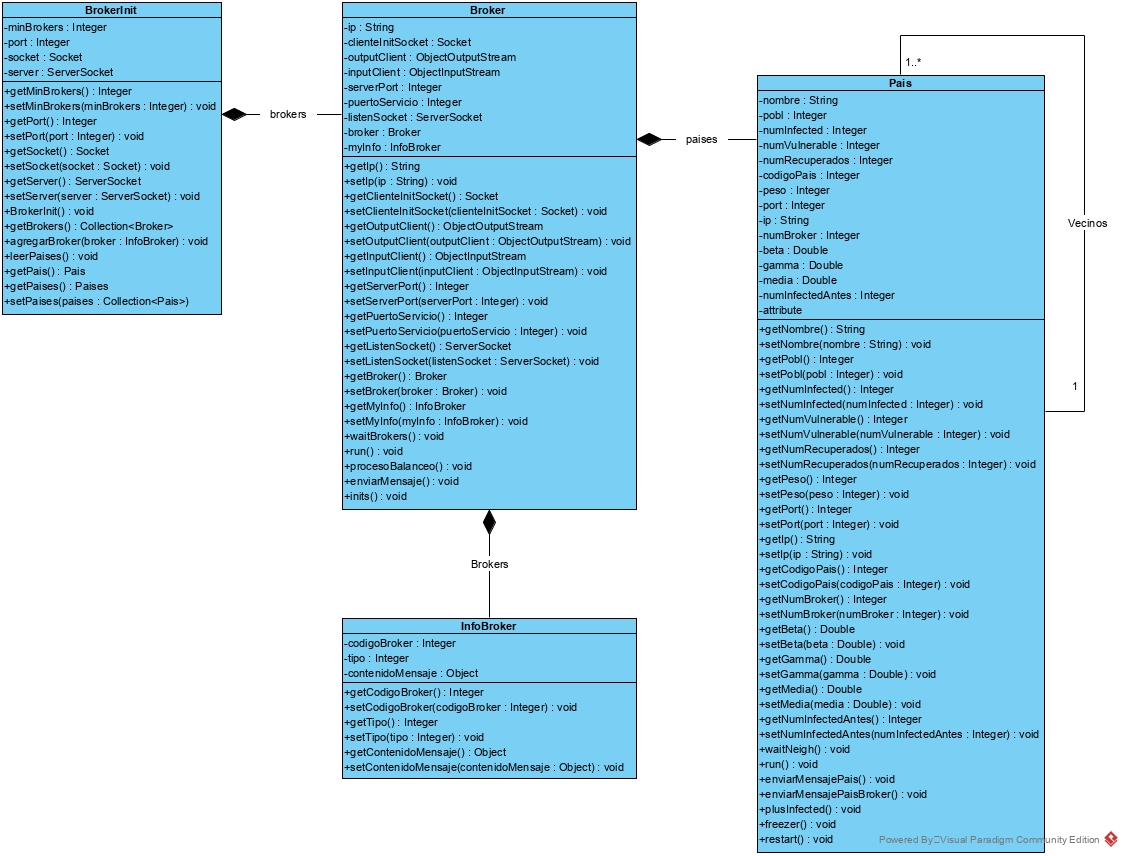 BrokerInit
-minBrokers : Integer
-port : Integer
-socket : Socket
-server : ServerSocket
+getMinBrokers() : Integer
+setMinBrokers(minBrokers : Integer) : void
+getPort() : Integer
+setPort(port : Integer) : void
+getSocket() : Socket
+setSocket(socket : Socket) : void
+getServer() : ServerSocket
+setServer(server : ServerSocket) : void
+BrokerInit() : void
+getBrokers() : Collection<Broker>
+agregarBroker(broker : InfoBroker) : void
+leerPaises() : void
+getPais() : Pais
+getPaises() : Paises
+setPaises(paises : Collection<Pais>)
brokers
Broker
-ip : String
-clienteInitSocket : Socket
-outputClient : ObjectOutputStream
-inputClient : ObjectInputStream
-serverPort : Integer
-puertoServicio : Integer
-listenSocket : ServerSocket
-broker : Broker
-myInfo : InfoBroker
+getIp() : String
+setIp(ip : String) : void
+getClienteInitSocket() : Socket
+setClienteInitSocket(clienteInitSocket : Socket) : void
+getOutputClient() : ObjectOutputStream
+setOutputClient(outputClient : ObjectOutputStream) : void
+getInputClient() : ObjectInputStream
+setInputClient(inputClient : ObjectInputStream) : void
+getServerPort() : Integer
+setServerPort(serverPort : Integer) : void
+getPuertoServicio() : Integer
+setPuertoServicio(puertoServicio : Integer) : void
+getListenSocket() : ServerSocket
+setListenSocket(listenSocket : ServerSocket) : void
+getBroker() : Broker
+setBroker(broker : Broker) : void
+getMyInfo() : InfoBroker
+setMyInfo(myInfo : InfoBroker) : void
+waitBrokers() : void
+run() : void
+procesoBalanceo() : void
+enviarMensaje() : void
+inits() : void
Brokers
InfoBroker
-codigoBroker : Integer
-tipo : Integer
-contenidoMensaje : Object
+getCodigoBroker() : Integer
+setCodigoBroker(codigoBroker : Integer) : void
+getTipo() : Integer
+setTipo(tipo : Integer) : void
+getContenidoMensaje() : Object
+setContenidoMensaje(contenidoMensaje : Object) : void
paises
1..*
Pais
-nombre : String
-pobl : Integer
-numInfected : Integer
-numVulnerable : Integer
-numRecuperados : Integer
-codigoPais : Integer
-peso : Integer
-port : Integer
-ip : String
-numBroker : Integer
-beta : Double
-gamma : Double
-media : Double
-numInfectedAntes : Integer
-attribute
+getNombre() : String
+setNombre(nombre : String) : void
+getPobl() : Integer
+setPobl(pobl : Integer) : void
+getNumInfected() : Integer
+setNumInfected(numInfected : Integer) : void
+getNumVulnerable() : Integer
+setNumVulnerable(numVulnerable : Integer) : void
+getNumRecuperados() : Integer
+setNumRecuperados(numRecuperados : Integer) : void
+getPeso() : Integer
+setPeso(peso : Integer) : void
+getPort() : Integer
+setPort(port : Integer) : void
+getIp() : String
+setIp(ip : String) : void
+getCodigoPais() : Integer
+setCodigoPais(codigoPais : Integer) : void
+getNumBroker() : Integer
+setNumBroker(numBroker : Integer) : void
+getBeta() : Double
+setBeta(beta : Double) : void
+getGamma() : Double
+setGamma(gamma : Double) : void
+getMedia() : Double
+setMedia(media : Double) : void
+getNumInfectedAntes() : Integer
+setNumInfectedAntes(numInfectedAntes : Integer) : void
+waitNeigh() : void
+run() : void
+enviarMensajePais() : void
+enviarMensajePaisBroker() : void
+plusInfected() : void
+freezer() : void
+restart() : void
Vecinos
1
Powered By Visual Paradigm Community Edition